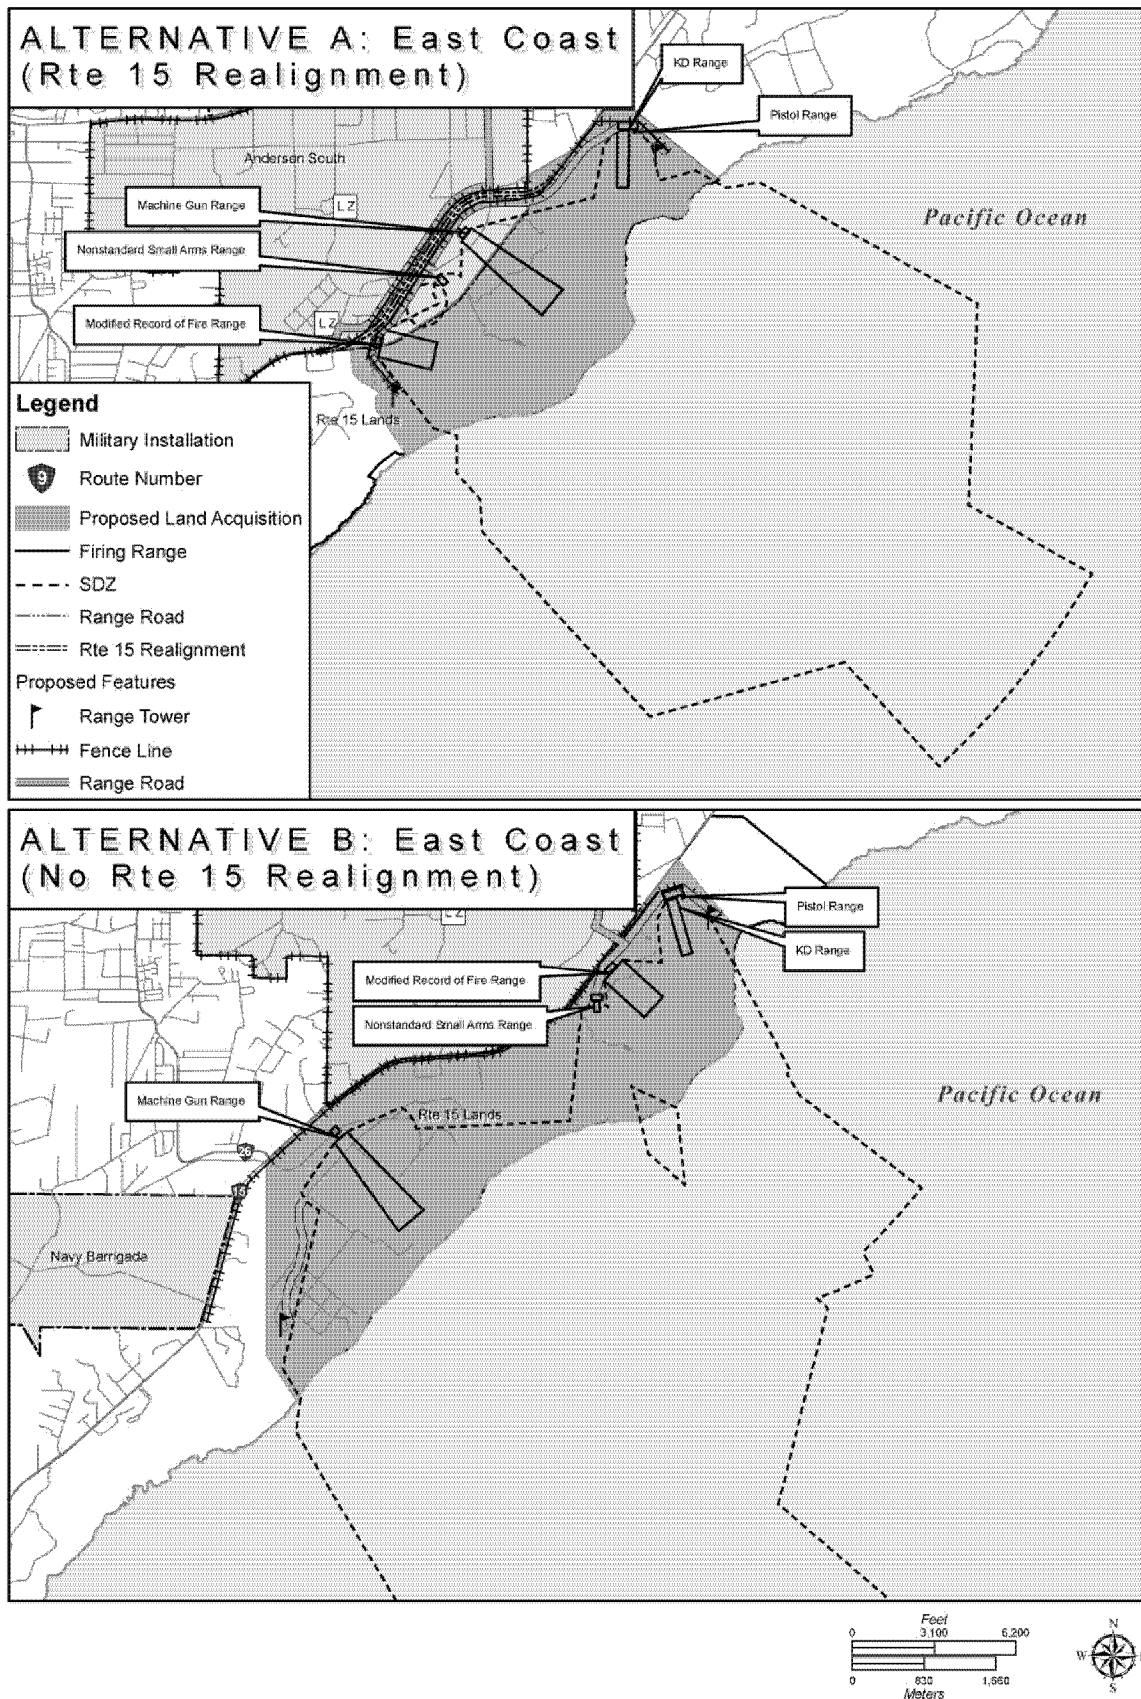 ALTERNATIVE A: East Coast
(Rte 15 Realignment)
KD Range
Pistol Range
Andersen South
Machine Gun Range
L Z
Pacific Ocean
Nonstandard Small Arms Range
Modified Record of Fire Range
L Z
Rte 15 Lands
Legend
Military Installation
9
Route Number
Proposed Land Acquisition
Firing Range
SDZ
Range Road
Rte 15 Realignment
Proposed Features
Range Tower
Fence Line
Range Road
ALTERNATIVE B: East Coast
(No Rte 15 Realignment)
Pistol Range
L Z
KD Range
Modified Record of Fire Range
Nonstandard Small Arms Range
Pacific Ocean
Machine Gun Range
Rte 15 Lands
26
15
Navy Barrigada
Feet
0 3,100 6,200
0 830 1,660
Meters
N
W
S